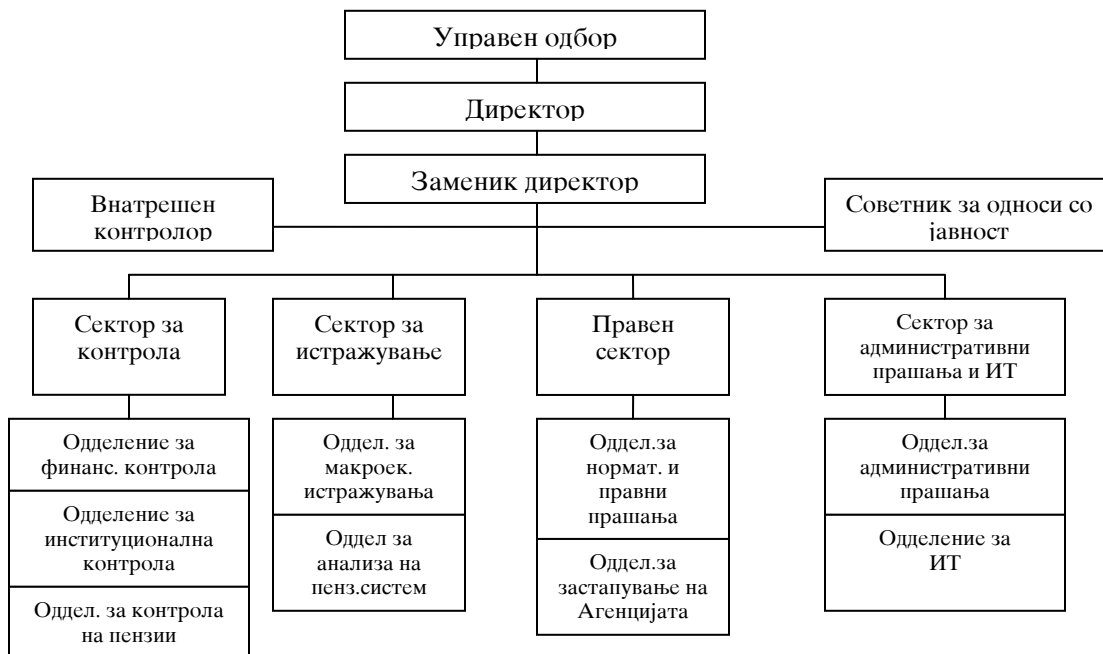 Управен одбор
Директор
Заменик директор
Внатрешен
контролор
Советник за односи со
јавност
Сектор за
контрола
Сектор за
истражување
Правен
сектор
Сектор за
административни
прашања и ИТ
Одделение за
финанс. контрола
Одделение за
институционална
контрола
Оддел. за контрола
на пензии
Оддел. за
макроек.
истражувања
Оддел за
анализа на
пенз.систем
Оддел.за
нормат. и
правни
прашања
Оддел.за
застапување на
Агенцијата
Оддел.за
административни
прашања
Одделение за
ИТ